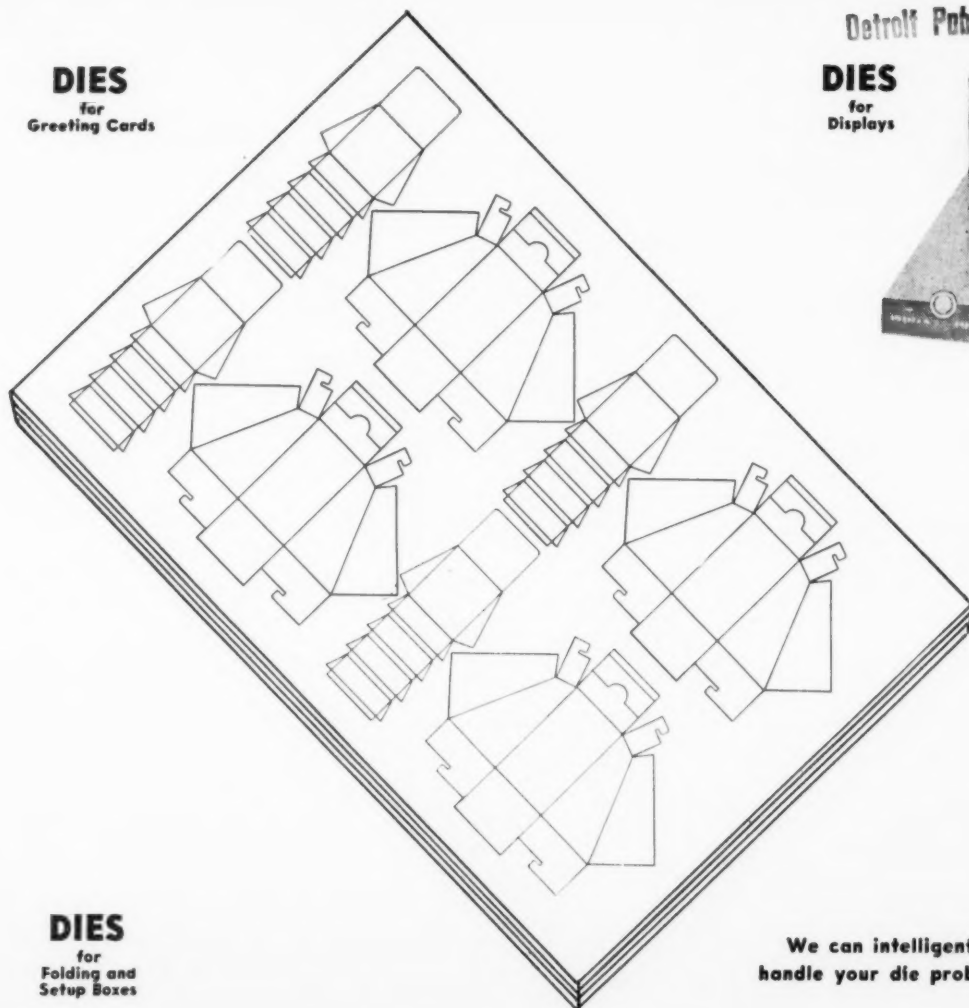 Detroit Pub
DIES
for
Greeting Cards
DIES
for
Displays
DIES
for
Folding and
Setup Boxes
We can intelligent
handle your die prob